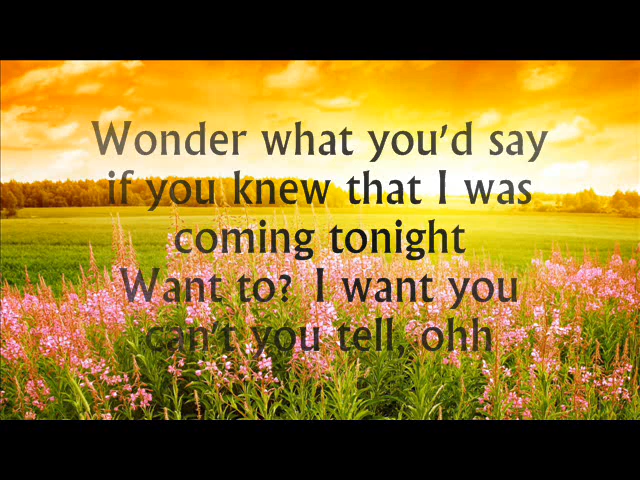 Wonder what you'd say
if you knew that I was
coming tonight
Want to? I want you
can't you tell, ohh